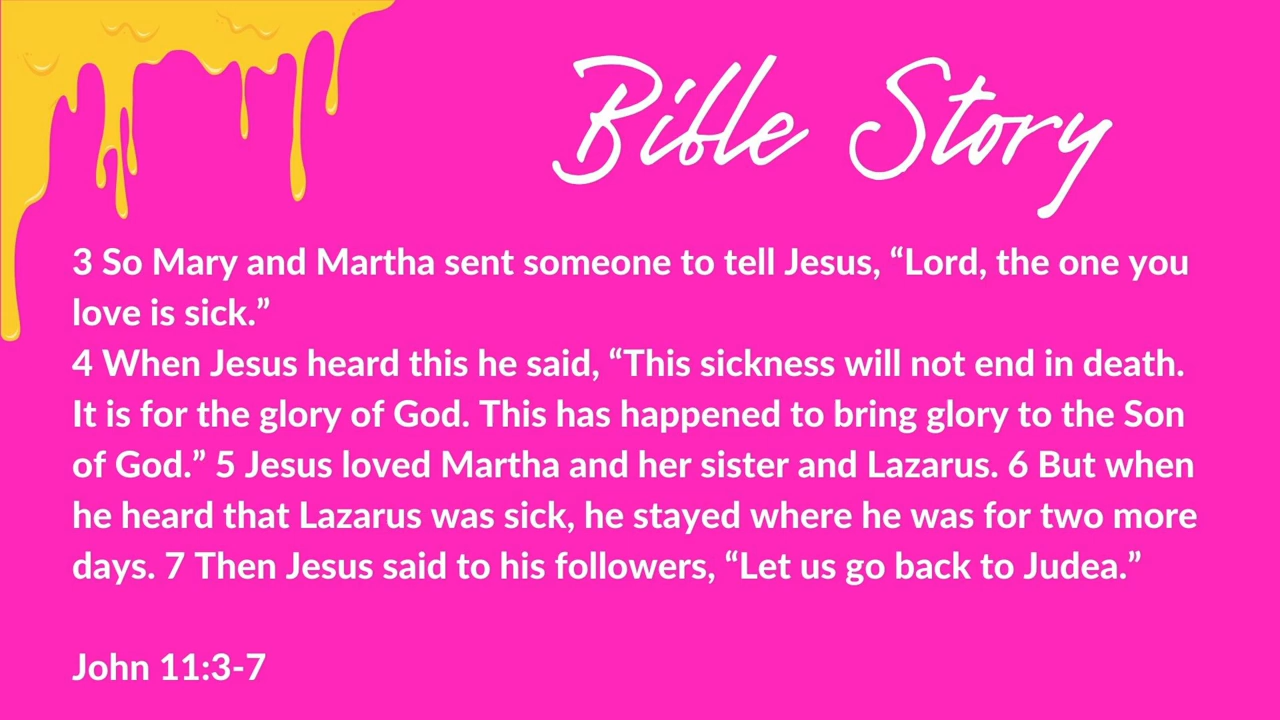 Bible Story
3 So Mary and Martha sent someone to tell Jesus, “Lord, the one you
love is sick.”
4 When Jesus heard this he said, “This sickness will not end in death.
It is for the glory of God. This has happened to bring glory to the Son
of God.” 5 Jesus loved Martha and her sister and Lazarus. 6 But when
he heard that Lazarus was sick, he stayed where he was for two more
days. 7 Then Jesus said to his followers, “Let us go back to Judea.”
John 11:3-7